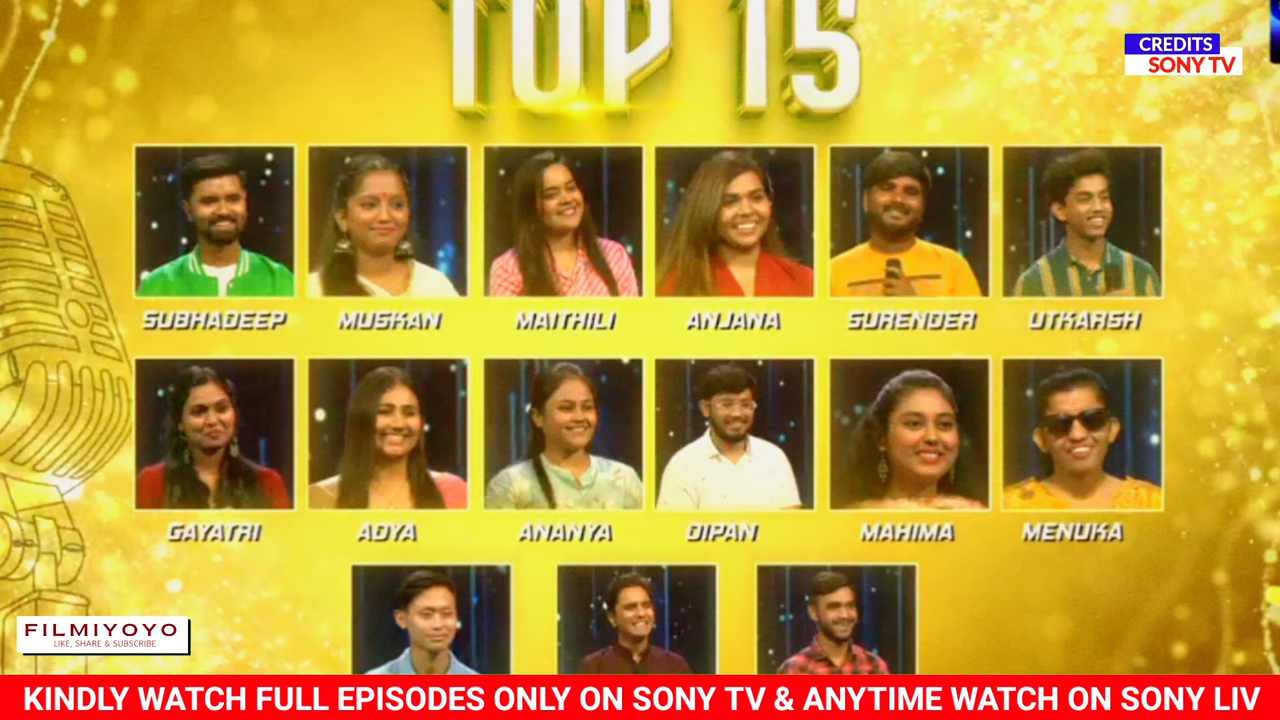 TOP 15
CREDITS
SONY TV
SUBHADEEP MUSKAN MAITHILI ANJANA SURENDER UTKARSH
GAYATRI ADYA ANANYA DIPAN MAHIMA MENUKA
FILMIYOYO
LIKE, SHARE & SUBSCRIBE
KINDLY WATCH FULL EPISODES ONLY ON SONY TV & ANYTIME WATCH ON SONY LIV